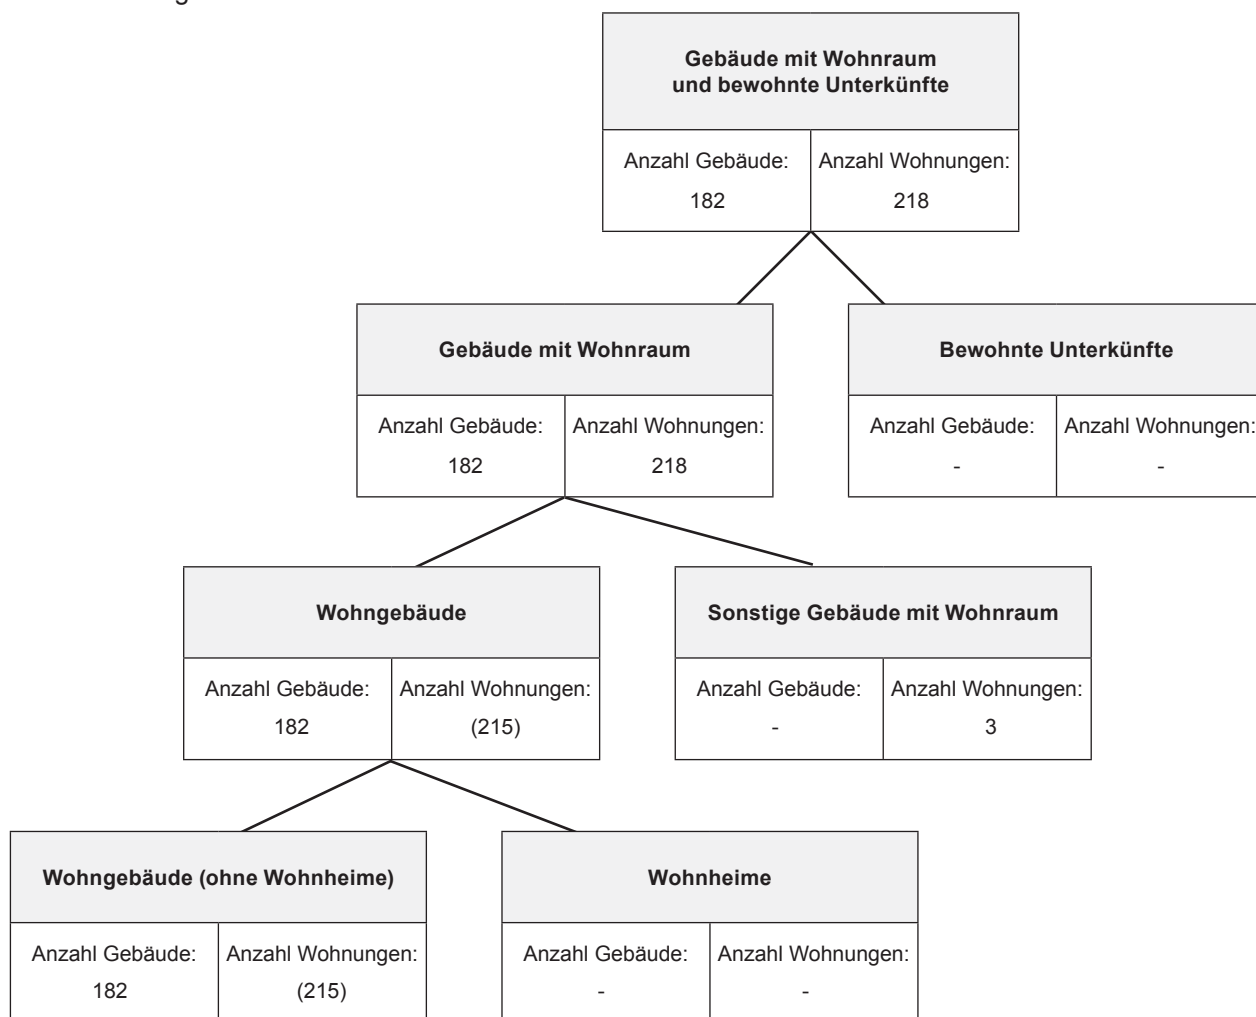 Gebäude mit Wohnraum
und bewohnte Unterkünfte
Anzahl Gebäude: Anzahl Wohnungen:
182 218
Gebäude mit Wohnraum
Bewohnte Unterkünfte
Anzahl Gebäude: Anzahl Wohnungen:
182 218
Anzahl Gebäude: Anzahl Wohnungen:
- -
Wohngebäude
Sonstige Gebäude mit Wohnraum
Anzahl Gebäude: Anzahl Wohnungen:
182 (215)
Anzahl Gebäude: Anzahl Wohnungen:
- 3
Wohngebäude (ohne Wohnheime)
Wohnheime
Anzahl Gebäude: Anzahl Wohnungen:
182 (215)
Anzahl Gebäude: Anzahl Wohnungen:
- -